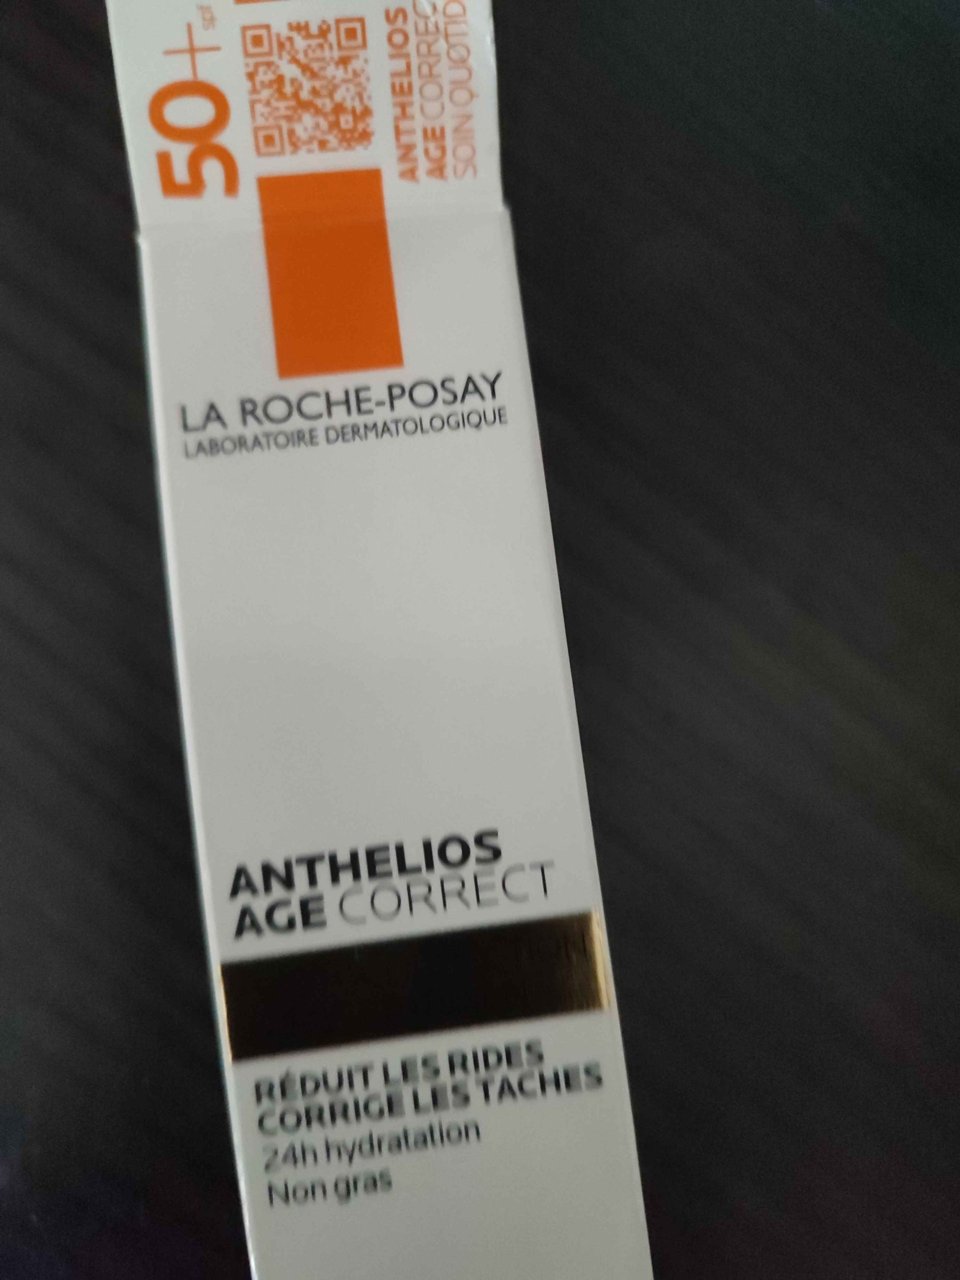 50+
spf
ANTHELIOS
AGE CORREC
SOIN QUOTID
LA ROCHE-POSAY
LABORATOIRE DERMATOLOGIQUE
ANTHELIOS
AGE CORRECT
RÉDUIT LES RIDES
CORRIGE LES TACHES
24h hydratation
Non gras